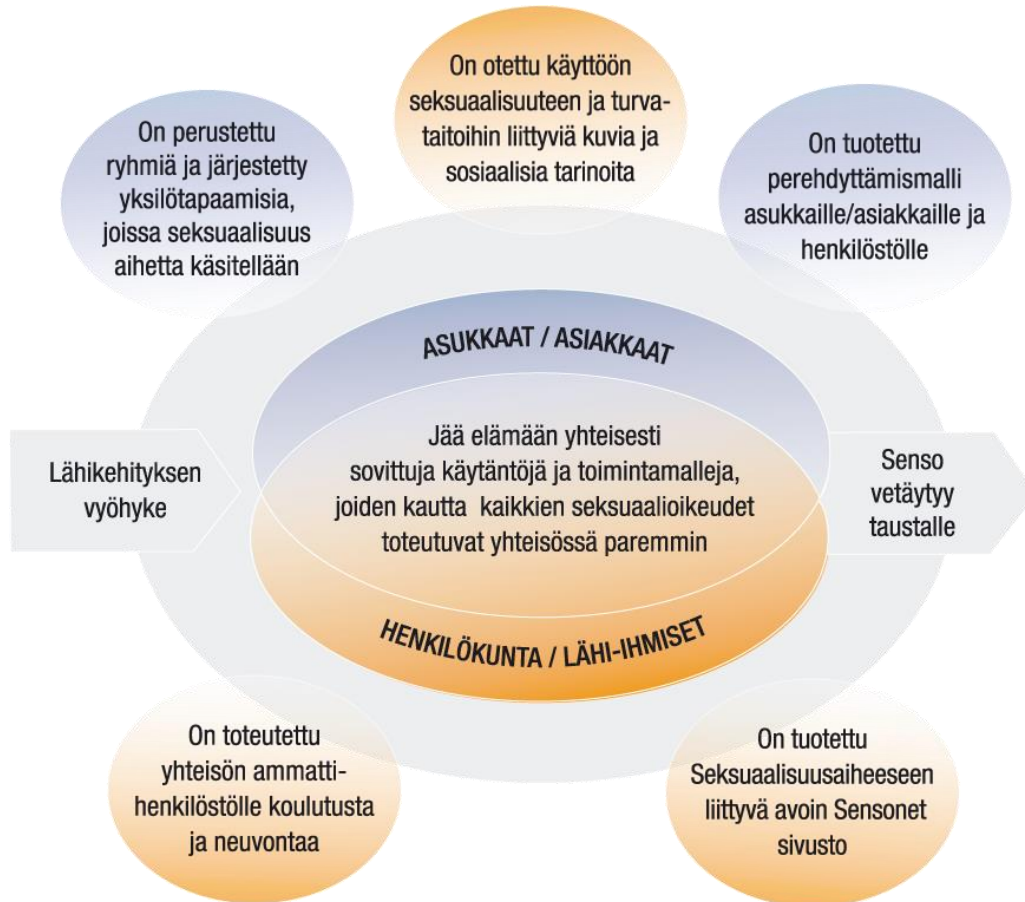 On otettu käyttöön
seksuaalisuuteen ja turva-
taitoihin liittyviä kuvia ja
sosiaalisia tarinoita
On perustettu
ryhmiä ja järjestetty
yksilötapaamisia,
joissa seksuaalisuus
aihetta käsitellään
On tuotettu
perehdyttämismalli
asukkaille/asiakkaille ja
henkilöstölle
ASUKKAAT / ASIAKKAAT
Jää elämään yhteisesti
sovittuja käytäntöjä ja toimintamalleja,
joiden kautta kaikkien seksuaalioikeudet
toteutuvat yhteisössä paremmin
Lähikehityksen
vyöhyke
Senso
vetäytyy
taustalle
HENKILÖKUNTA / LÄHI-IHMISET
On toteutettu
yhteisön ammatti-
henkilöstölle koulutusta
ja neuvontaa
On tuotettu
Seksuaalisuusaiheeseen
liittyvä avoin Sensonet
sivusto